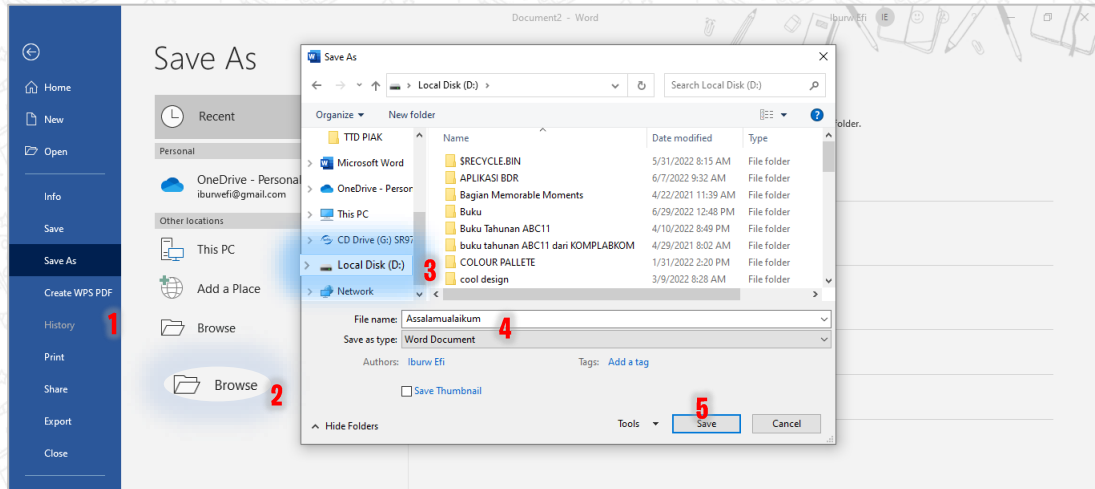 Document2 - Word
Iburw Efi
IE
Save As
Home
New
Open
Info
Save
Save As
Create WPS PDF
History
1
Print
Share
Export
Close
Recent
Personal
OneDrive - Personal
iburwefi@gmail.com
Other locations
This PC
Add a Place
Browse
Browse
2
folder.
Save As
Local Disk (D:)
Search Local Disk (D:)
Organize
New folder
TTD PIAK
Microsoft Word
OneDrive - Person
This PC
CD Drive (G:) SR97
Local Disk (D:)
3
Network
Name Date modified Type
$RECYCLE.BIN 5/31/2022 8:15 AM File folder
APLIKASI BDR 6/7/2022 9:32 AM File folder
Bagian Memorable Moments 4/22/2021 11:39 AM File folder
Buku 6/29/2022 12:48 PM File folder
Buku Tahunan ABC11 4/10/2022 8:49 PM File folder
buku tahunan ABC11 dari KOMPLABKOM 4/29/2021 8:02 AM File folder
COLOUR PALLETE 1/31/2022 2:20 PM File folder
cool design 3/9/2022 8:28 AM File folder
File name: Assalamualaikum
4
Save as type: Word Document
Authors: Iburw Efi Tags: Add a tag
Save Thumbnail
5
Hide Folders Tools Save Cancel